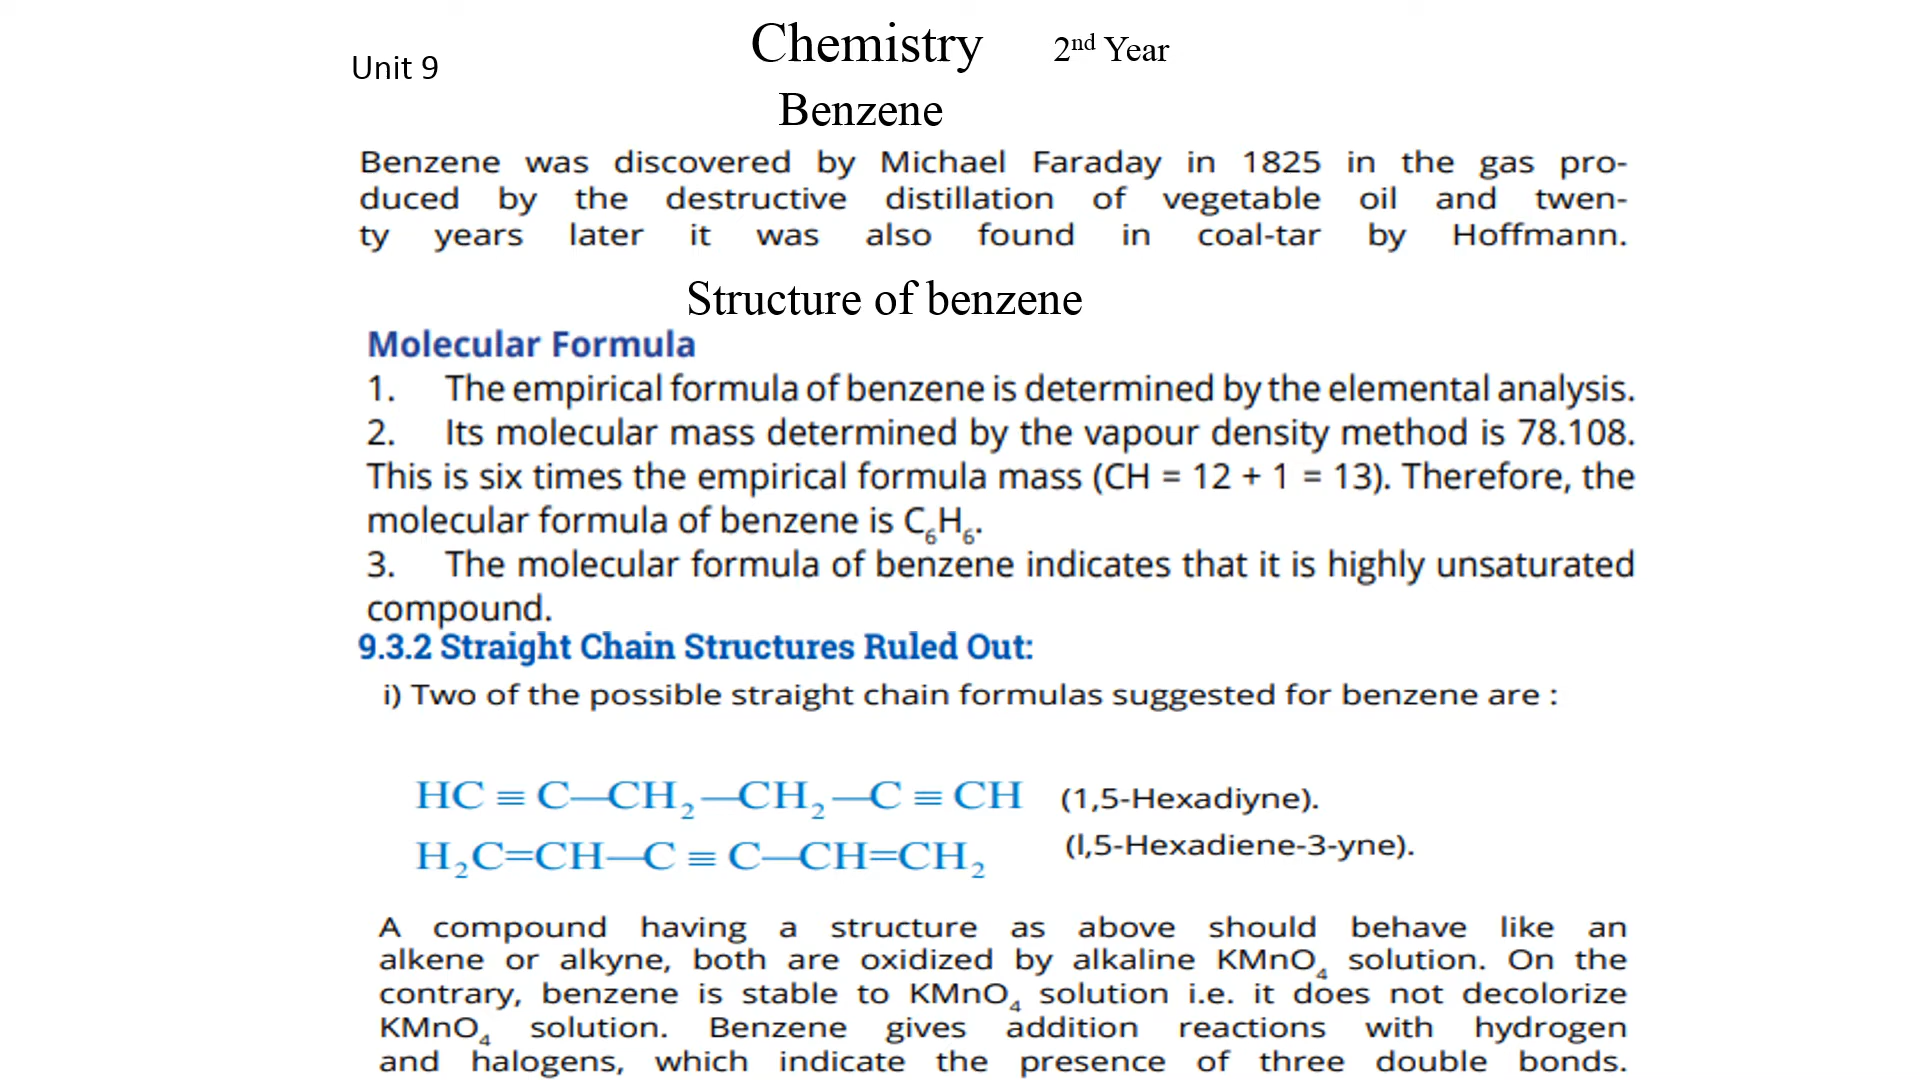 Unit 9
Chemistry 2nd Year
Benzene
Benzene was discovered by Michael Faraday in 1825 in the gas pro-
duced by the destructive distillation of vegetable oil and twen-
ty years later it was also found in coal-tar by Hoffmann.
Structure of benzene
Molecular Formula
1. The empirical formula of benzene is determined by the elemental analysis.
2. Its molecular mass determined by the vapour density method is 78.108.
This is six times the empirical formula mass (CH = 12 + 1 = 13). Therefore, the
molecular formula of benzene is C₆H₆.
3. The molecular formula of benzene indicates that it is highly unsaturated
compound.
9.3.2 Straight Chain Structures Ruled Out:
i) Two of the possible straight chain formulas suggested for benzene are :
HC ≡ C—CH₂—CH₂—C ≡ CH (1,5-Hexadiyne).
H₂C=CH—C ≡ C—CH=CH₂ (l,5-Hexadiene-3-yne).
A compound having a structure as above should behave like an
alkene or alkyne, both are oxidized by alkaline KMnO₄ solution. On the
contrary, benzene is stable to KMnO₄ solution i.e. it does not decolorize
KMnO₄ solution. Benzene gives addition reactions with hydrogen
and halogens, which indicate the presence of three double bonds.